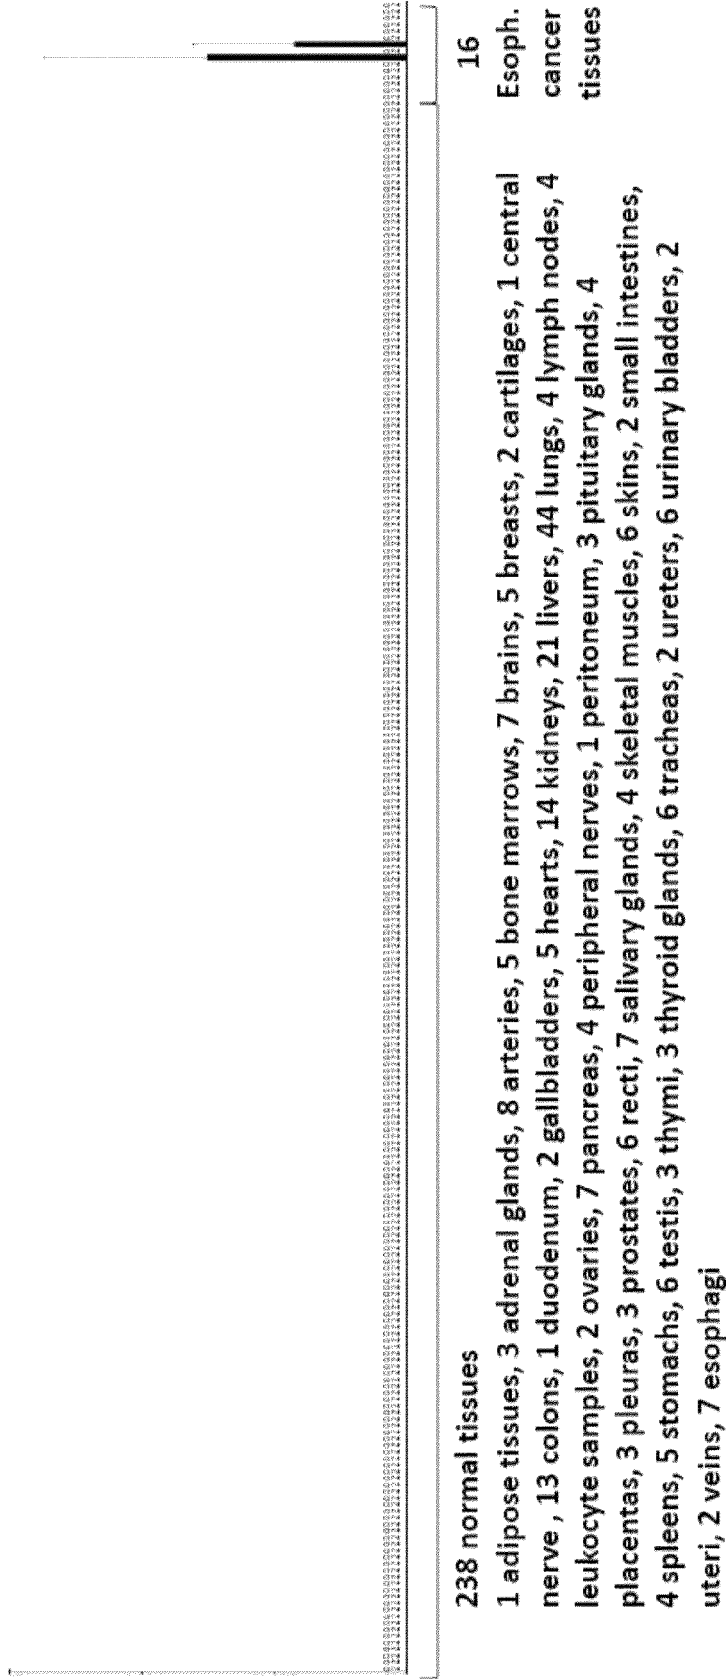 238 normal tissues
1 adipose tissues, 3 adrenal glands, 8 arteries, 5 bone marrows, 7 brains, 5 breasts, 2 cartilages, 1 central
nerve , 13 colons, 1 duodenum, 2 gallbladders, 5 hearts, 14 kidneys, 21 livers, 44 lungs, 4 lymph nodes, 4
leukocyte samples, 2 ovaries, 7 pancreas, 4 peripheral nerves, 1 peritoneum, 3 pituitary glands, 4
placentas, 3 pleuras, 3 prostates, 6 recti, 7 salivary glands, 4 skeletal muscles, 6 skins, 2 small intestines,
4 spleens, 5 stomachs, 6 testis, 3 thymi, 3 thyroid glands, 6 tracheas, 2 ureters, 6 urinary bladders, 2
uteri, 2 veins, 7 esophagi
16
Esoph.
cancer
tissues